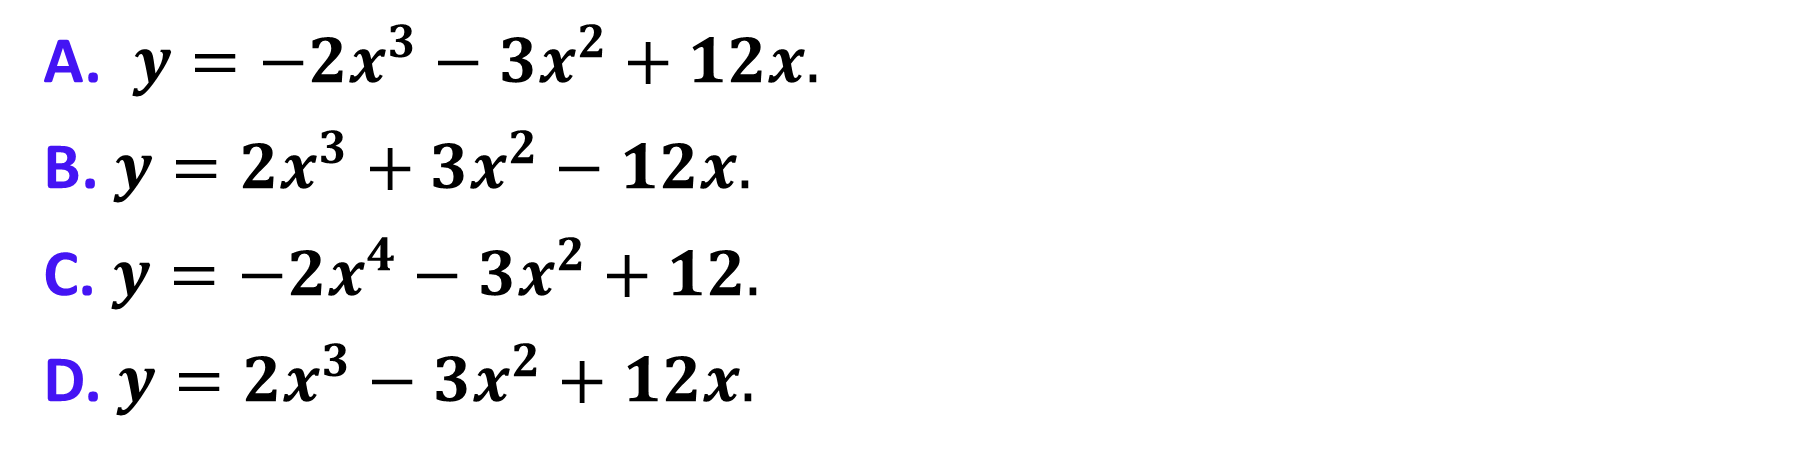 A. y = −2x³ − 3x² + 12x.
B. y = 2x³ + 3x² − 12x.
C. y = −2x⁴ − 3x² + 12.
D. y = 2x³ − 3x² + 12x.